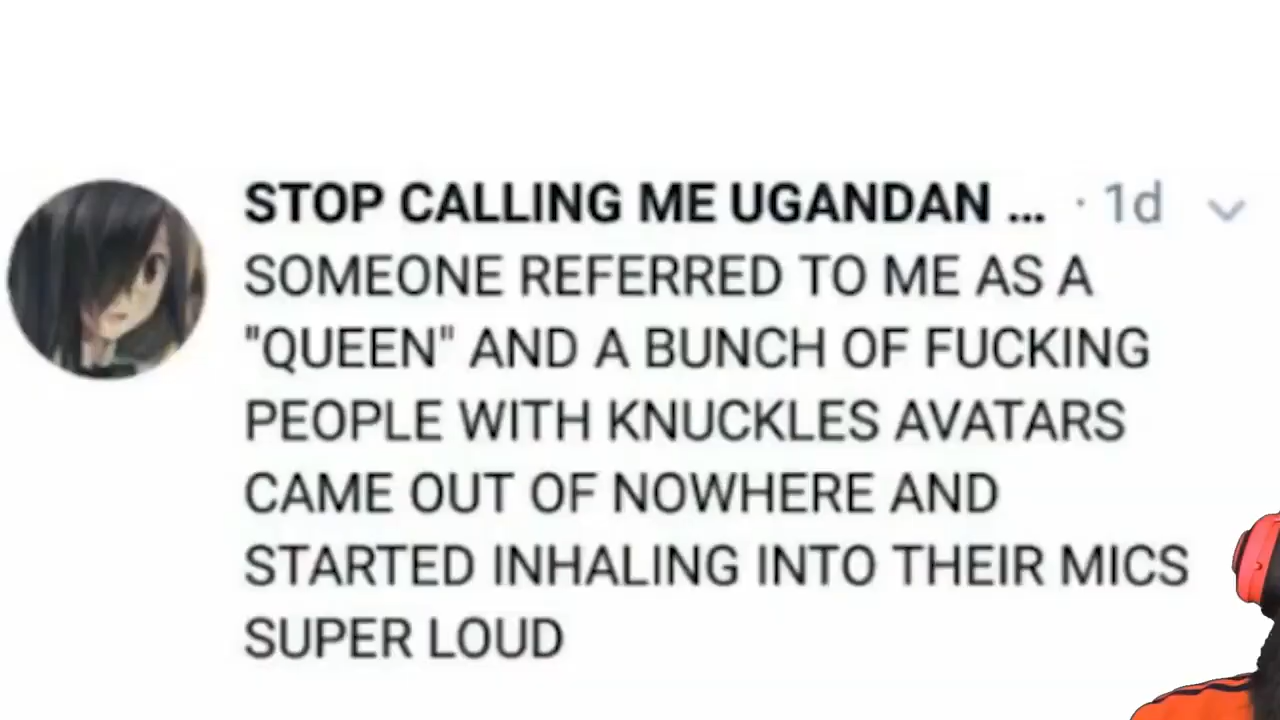 STOP CALLING ME UGANDAN ... · 1d
SOMEONE REFERRED TO ME AS A
"QUEEN" AND A BUNCH OF FUCKING
PEOPLE WITH KNUCKLES AVATARS
CAME OUT OF NOWHERE AND
STARTED INHALING INTO THEIR MICS
SUPER LOUD